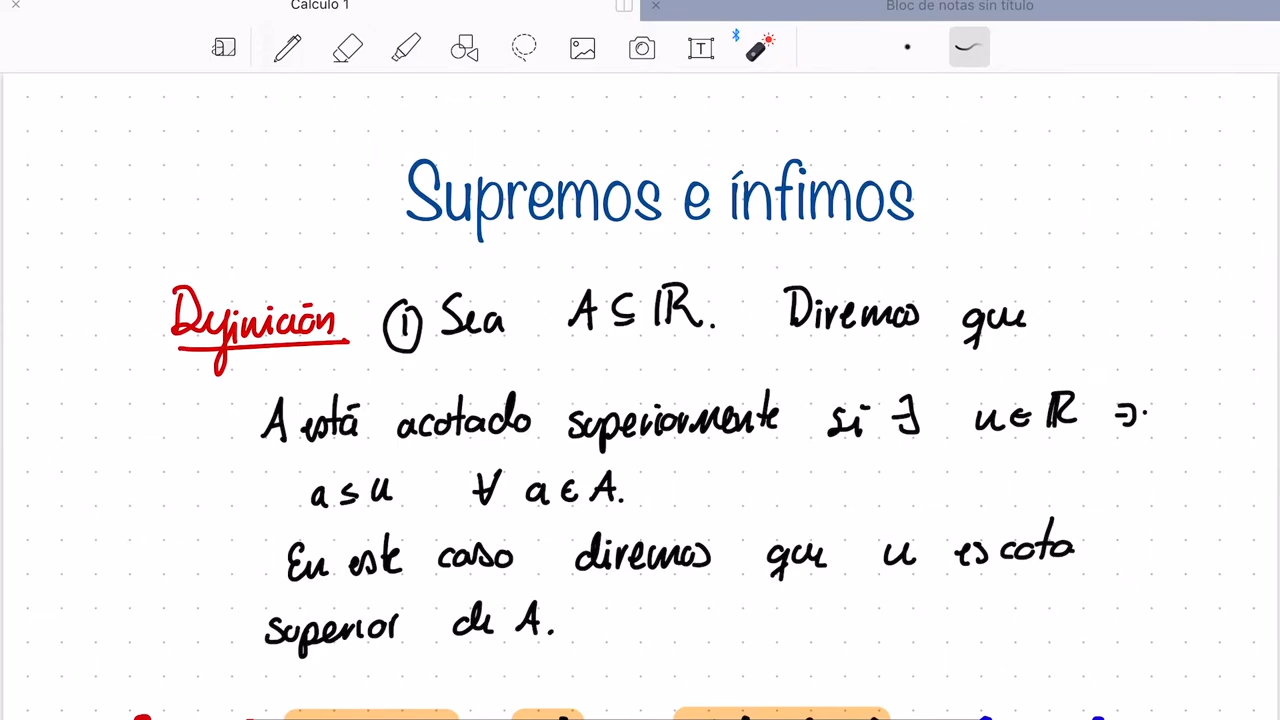 Calculo 1
Bloc de notas sin título
T
Supremos e ínfimos
Definición ① Sea A ⊆ ℝ. Diremos que
A está acotado superiormente si ∃ u ∈ ℝ ∋·
a ≤ u ∀ a ∈ A.
En este caso diremos que u es cota
superior de A.